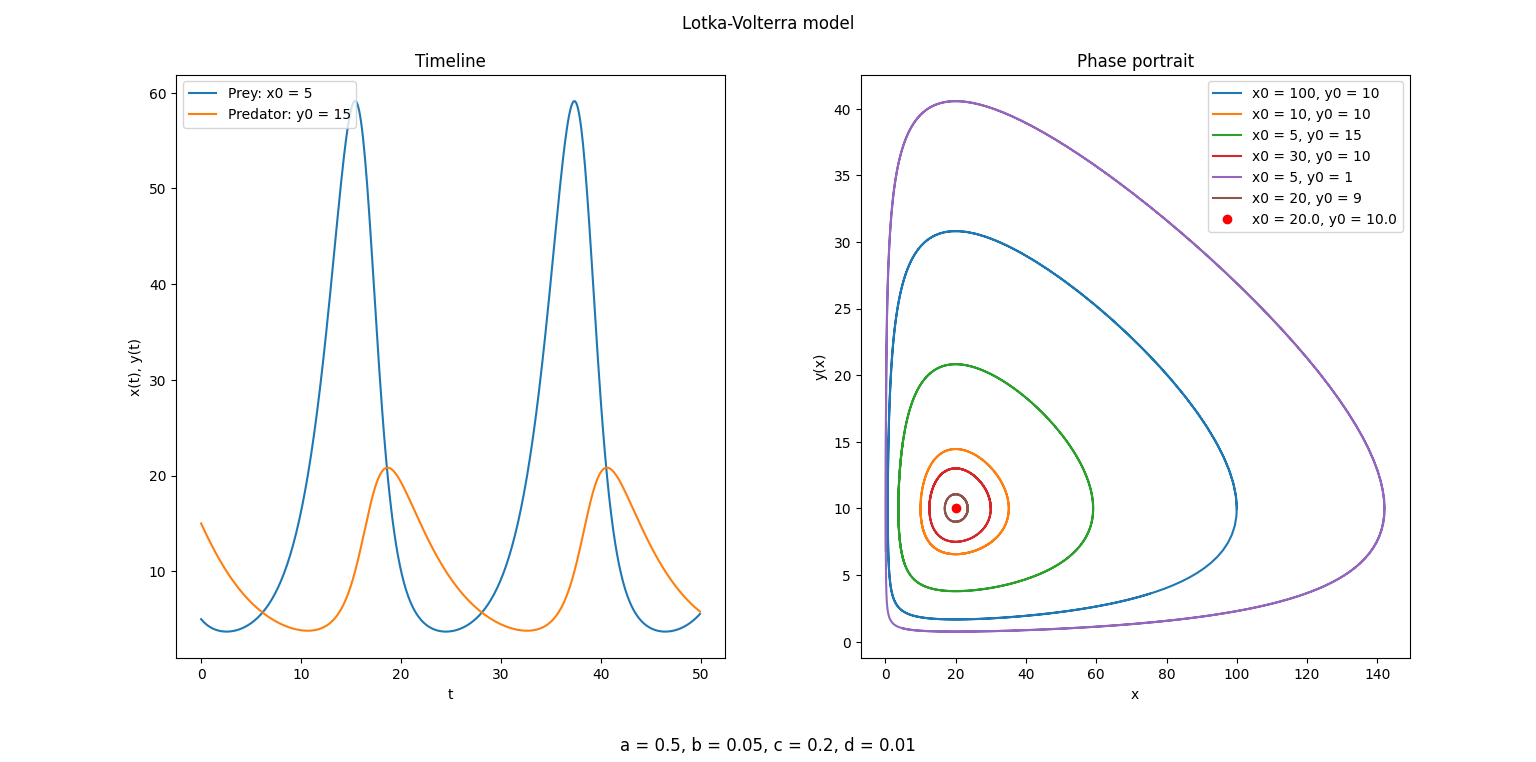 Lotka-Volterra model
Timeline
Prey: x0 = 5
Predator: y0 = 15
60
50
40
30
20
10
x(t), y(t)
0 10 20 30 40 50
t
Phase portrait
x0 = 100, y0 = 10
x0 = 10, y0 = 10
x0 = 5, y0 = 15
x0 = 30, y0 = 10
x0 = 5, y0 = 1
x0 = 20, y0 = 9
x0 = 20.0, y0 = 10.0
40
35
30
25
20
15
10
5
0
y(x)
0 20 40 60 80 100 120 140
x
a = 0.5, b = 0.05, c = 0.2, d = 0.01